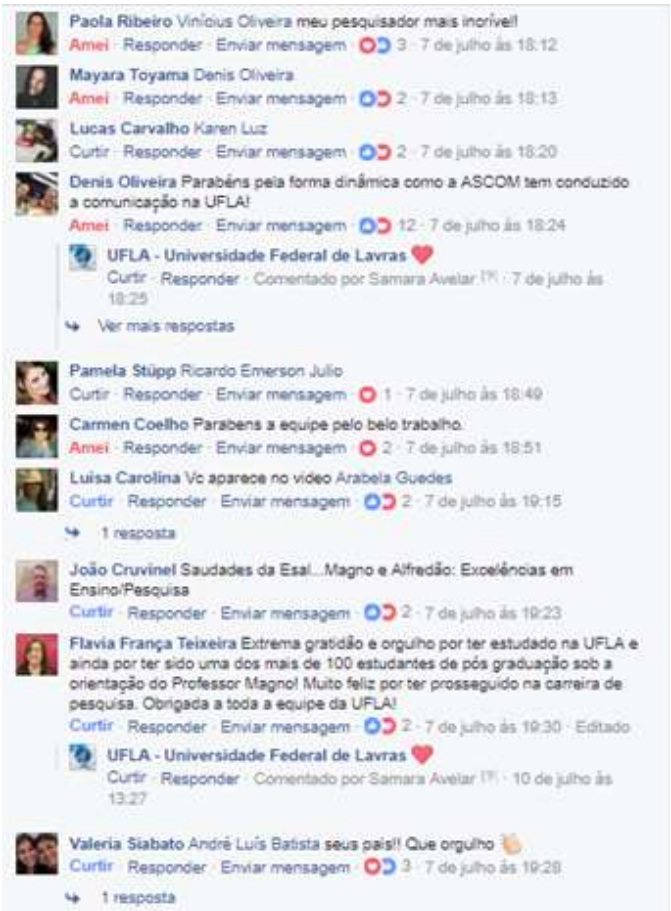 Paola Ribeiro Vinícius Oliveira meu pesquisador mais incrível!
Amei · Responder · Enviar mensagem · 3 · 7 de julho às 18:12
Mayara Toyama Denis Oliveira
Amei · Responder · Enviar mensagem · 2 · 7 de julho às 18:13
Lucas Carvalho Karen Luz
Curtir · Responder · Enviar mensagem · 2 · 7 de julho às 18:20
Denis Oliveira Parabéns pela forma dinâmica como a ASCOM tem conduzido
a comunicação na UFLA!
Amei · Responder · Enviar mensagem · 12 · 7 de julho às 18:24
UFLA - Universidade Federal de Lavras ❤
Curtir · Responder · Comentado por Samara Avelar [?] · 7 de julho às
18:25
Ver mais respostas
Pamela Stüpp Ricardo Emerson Julio
Curtir · Responder · Enviar mensagem · 1 · 7 de julho às 18:49
Carmen Coelho Parabens a equipe pelo belo trabalho.
Amei · Responder · Enviar mensagem · 2 · 7 de julho às 18:51
Luisa Carolina Vc aparece no video Arabela Guedes
Curtir · Responder · Enviar mensagem · 2 · 7 de julho às 19:15
1 resposta
João Cruvinel Saudades da Esal...Magno e Alfredão: Excelências em
Ensino/Pesquisa
Curtir · Responder · Enviar mensagem · 2 · 7 de julho às 19:23
Flavia França Teixeira Extrema gratidão e orgulho por ter estudado na UFLA e
ainda por ter sido uma dos mais de 100 estudantes de pós graduação sob a
orientação do Professor Magno! Muito feliz por ter prosseguido na carreira de
pesquisa. Obrigada a toda a equipe da UFLA!
Curtir · Responder · Enviar mensagem · 2 · 7 de julho às 19:30 · Editado
UFLA - Universidade Federal de Lavras ❤
Curtir · Responder · Comentado por Samara Avelar [?] · 10 de julho às
13:27
Valeria Siabato André Luís Batista seus pais!! Que orgulho 👏
Curtir · Responder · Enviar mensagem · 3 · 7 de julho às 19:28
1 resposta